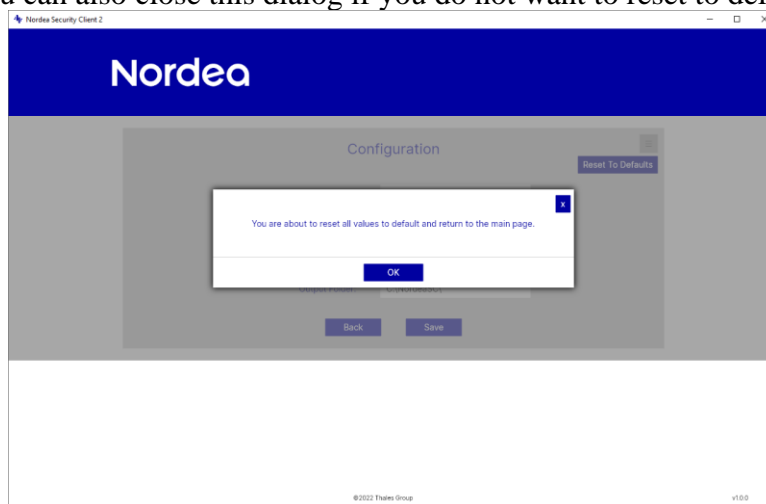 u can also close this dialog if you do not want to reset to def
Nordea Security Client 2
Nordea
Configuration
Reset To Defaults
x
You are about to reset all values to default and return to the main page.
OK
Output Folder
Back Save
©2022 Thales Group v1.0.0